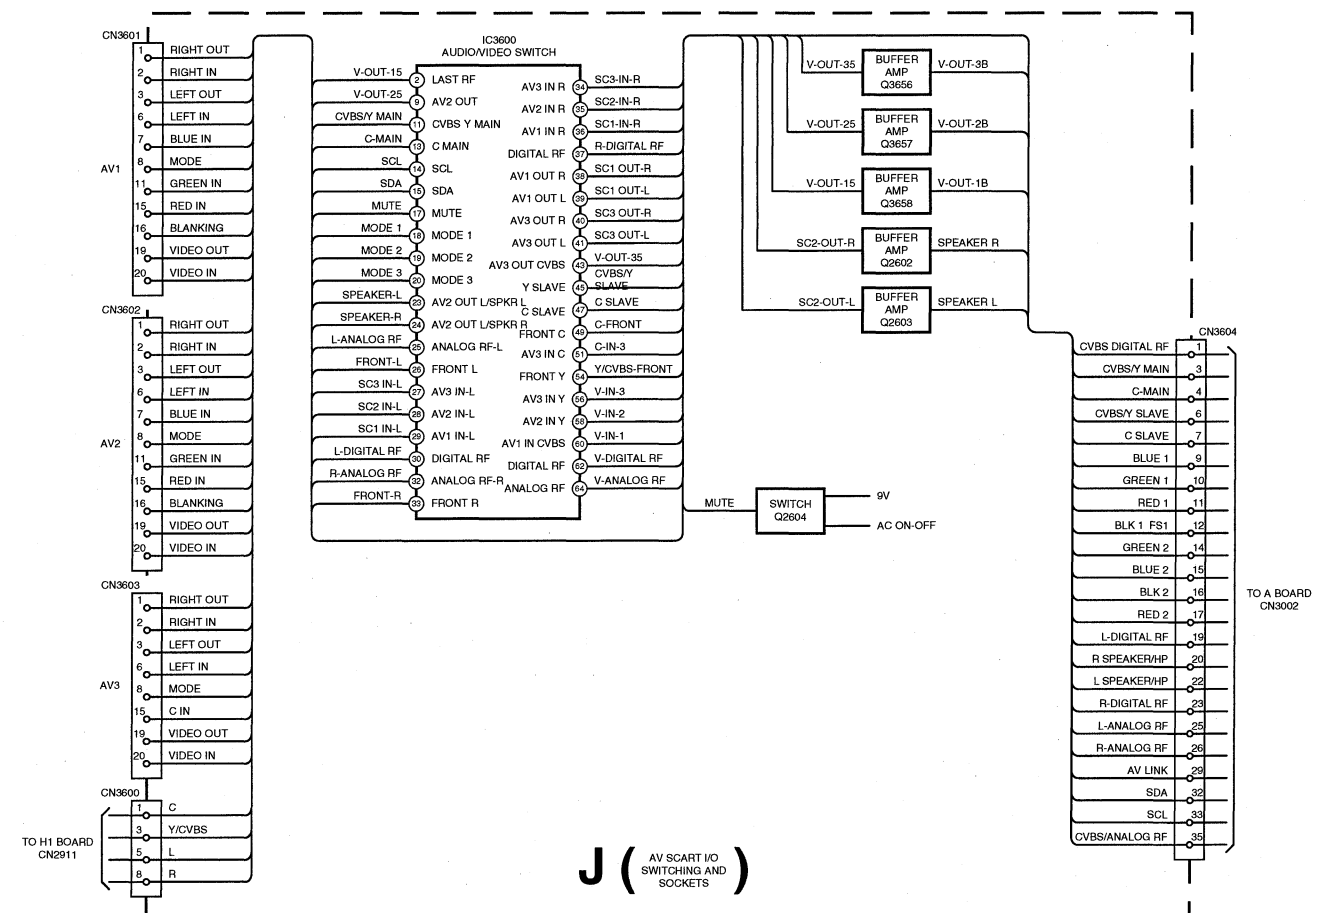 CN3601
1 RIGHT OUT
2 RIGHT IN
3 LEFT OUT
6 LEFT IN
7 BLUE IN
8 MODE
AV1
11 GREEN IN
15 RED IN
16 BLANKING
19 VIDEO OUT
20 VIDEO IN
CN3602
1 RIGHT OUT
2 RIGHT IN
3 LEFT OUT
6 LEFT IN
7 BLUE IN
8 MODE
AV2
11 GREEN IN
15 RED IN
16 BLANKING
19 VIDEO OUT
20 VIDEO IN
CN3603
1 RIGHT OUT
2 RIGHT IN
3 LEFT OUT
6 LEFT IN
8 MODE
AV3
15 C IN
19 VIDEO OUT
20 VIDEO IN
CN3600
1 C
3 Y/CVBS
5 L
8 R
TO H1 BOARD
CN2911
IC3600
AUDIO/VIDEO SWITCH
V-OUT-15 2 LAST RF
V-OUT-25 9 AV2 OUT
CVBS/Y MAIN 11 CVBS Y MAIN
C-MAIN 13 C MAIN
SCL 14 SCL
SDA 15 SDA
MUTE 17 MUTE
MODE 1 18 MODE 1
MODE 2 19 MODE 2
MODE 3 20 MODE 3
SPEAKER-L 23 AV2 OUT L/SPKR L
SPEAKER-R 24 AV2 OUT L/SPKR R
L-ANALOG RF 25 ANALOG RF-L
FRONT-L 26 FRONT L
SC3 IN-L 27 AV3 IN-L
SC2 IN-L 28 AV2 IN-L
SC1 IN-L 29 AV1 IN-L
L-DIGITAL RF 30 DIGITAL RF
R-ANALOG RF 32 ANALOG RF-R
FRONT-R 33 FRONT R
AV3 IN R 34 SC3-IN-R
AV2 IN R 35 SC2-IN-R
AV1 IN R 36 SC1-IN-R
DIGITAL RF 37 R-DIGITAL RF
AV1 OUT R 38 SC1 OUT-R
AV1 OUT L 39 SC1 OUT-L
AV3 OUT R 40 SC3 OUT-R
AV3 OUT L 41 SC3 OUT-L
AV3 OUT CVBS 43 V-OUT-35
Y SLAVE 45 CVBS/Y
SLAVE
C SLAVE 47 C SLAVE
FRONT C 49 C-FRONT
AV3 IN C 51 C-IN-3
FRONT Y 54 Y/CVBS-FRONT
AV3 IN Y 56 V-IN-3
AV2 IN Y 58 V-IN-2
AV1 IN CVBS 60 V-IN-1
DIGITAL RF 62 V-DIGITAL RF
ANALOG RF 64 V-ANALOG RF
V-OUT-35
BUFFER
AMP
Q3656
V-OUT-3B
V-OUT-25
BUFFER
AMP
Q3657
V-OUT-2B
V-OUT-15
BUFFER
AMP
Q3658
V-OUT-1B
SC2-OUT-R
BUFFER
AMP
Q2602
SPEAKER R
SC2-OUT-L
BUFFER
AMP
Q2603
SPEAKER L
MUTE
SWITCH
Q2604
9V
AC ON-OFF
CN3604
CVBS DIGITAL RF 1
CVBS/Y MAIN 3
C-MAIN 4
CVBS/Y SLAVE 6
C SLAVE 7
BLUE 1 9
GREEN 1 10
RED 1 11
BLK 1 FS1 12
GREEN 2 14
BLUE 2 15
BLK 2 16
RED 2 17
L-DIGITAL RF 19
R SPEAKER/HP 20
L SPEAKER/HP 22
R-DIGITAL RF 23
L-ANALOG RF 25
R-ANALOG RF 26
AV LINK 29
SDA 32
SCL 33
CVBS/ANALOG RF 35
TO A BOARD
CN3002
J (
AV SCART I/O
SWITCHING AND
SOCKETS
)